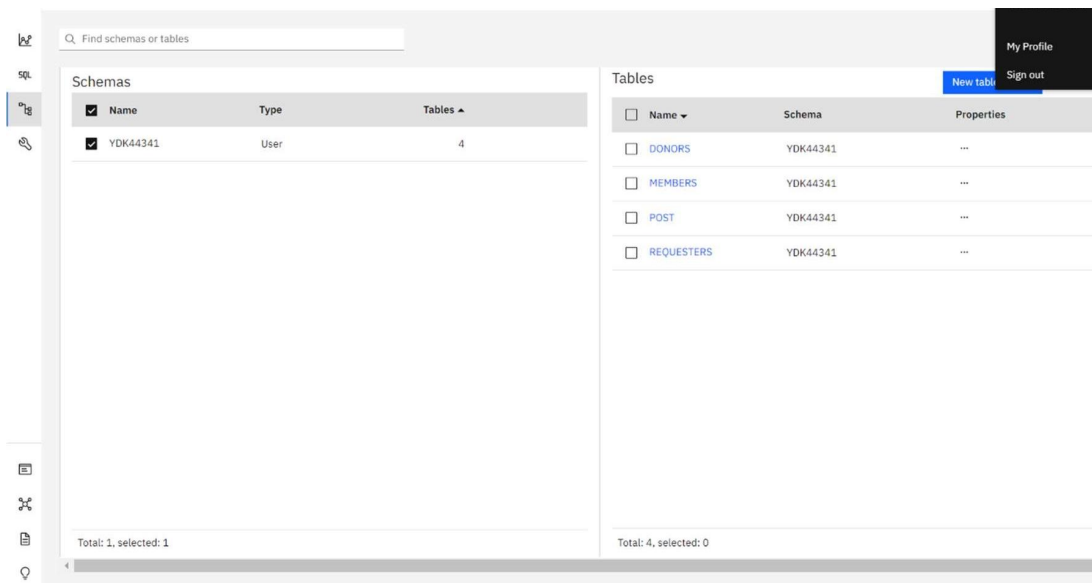 My Profile
Sign out
Find schemas or tables
SQL
Schemas
Name Type Tables
YDK44341 User 4
Total: 1, selected: 1
Tables
New tabl
Name Schema Properties
DONORS YDK44341 ...
MEMBERS YDK44341 ...
POST YDK44341 ...
REQUESTERS YDK44341 ...
Total: 4, selected: 0